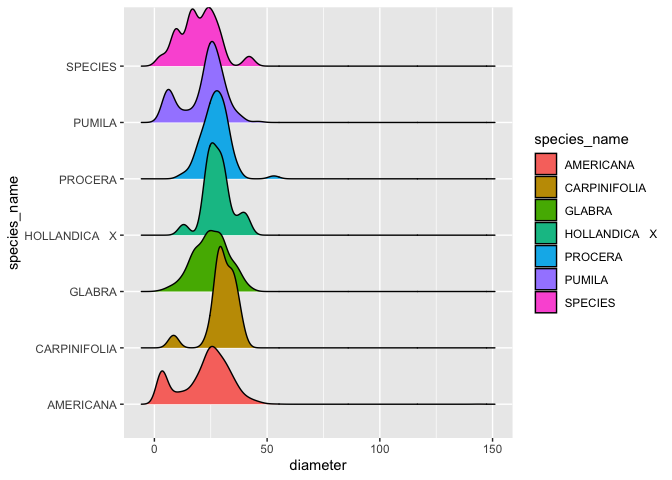 species_name
SPECIES
PUMILA
PROCERA
HOLLANDICA X
GLABRA
CARPINIFOLIA
AMERICANA
0 50 100 150
diameter
species_name
AMERICANA
CARPINIFOLIA
GLABRA
HOLLANDICA X
PROCERA
PUMILA
SPECIES